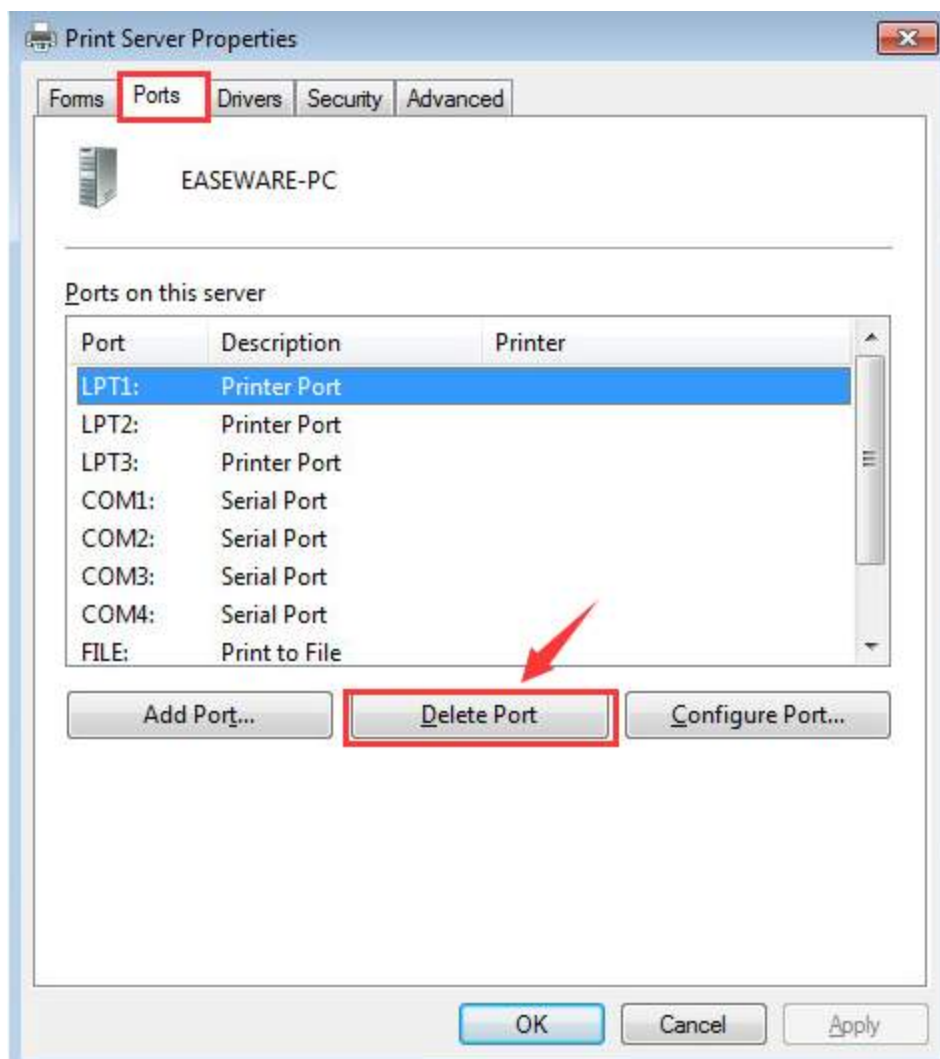 Print Server Properties
Forms Ports Drivers Security Advanced
EASEWARE-PC
Ports on this server
Port Description Printer
LPT1: Printer Port
LPT2: Printer Port
LPT3: Printer Port
COM1: Serial Port
COM2: Serial Port
COM3: Serial Port
COM4: Serial Port
FILE: Print to File
Add Port... Delete Port Configure Port...
OK Cancel Apply